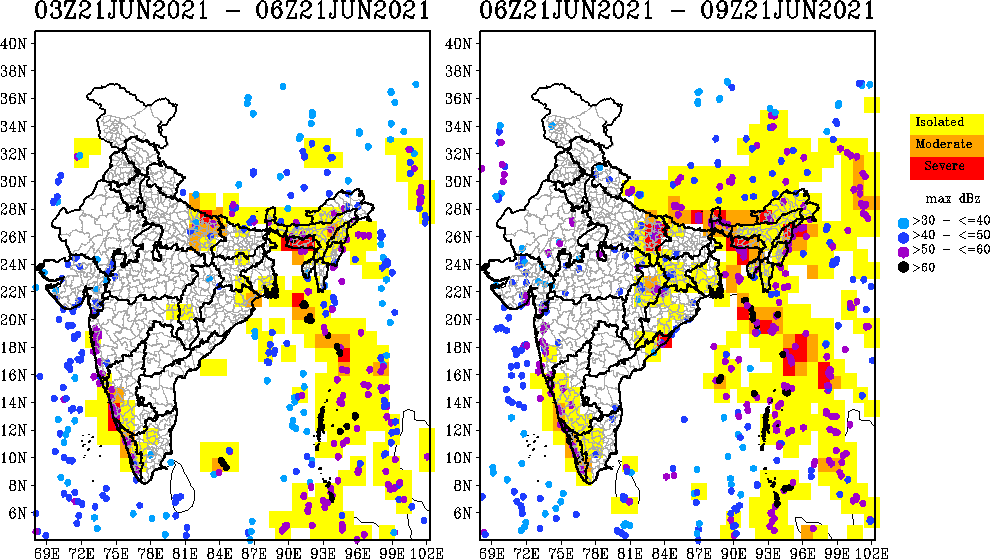 03Z21JUN2021 – 06Z21JUN2021
06Z21JUN2021 – 09Z21JUN2021
40N
38N
36N
34N
32N
30N
28N
26N
24N
22N
20N
18N
16N
14N
12N
10N
8N
6N
69E 72E 75E 78E 81E 84E 87E 90E 93E 96E 99E 102E
40N
38N
36N
34N
32N
30N
28N
26N
24N
22N
20N
18N
16N
14N
12N
10N
8N
6N
69E 72E 75E 78E 81E 84E 87E 90E 93E 96E 99E 102E
Isolated
Moderate
Severe
max dBz
>30 – <=40
>40 – <=50
>50 – <=60
>60